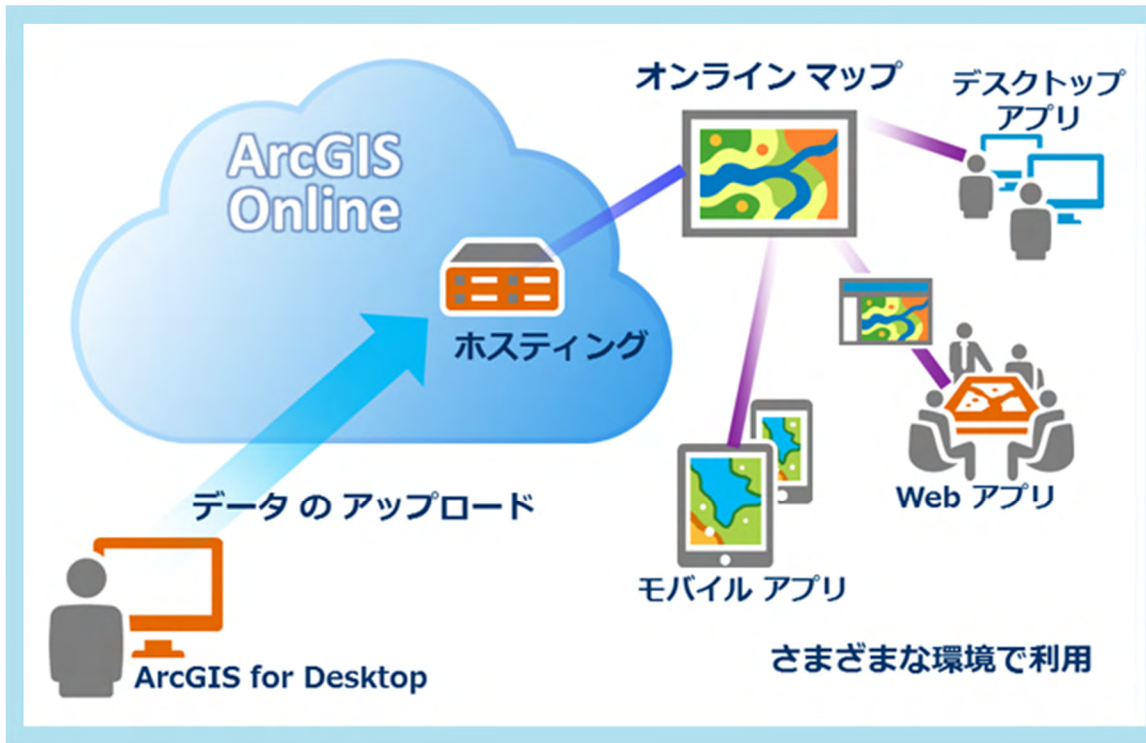 ArcGIS
Online
ホスティング
データ の アップロード
ArcGIS for Desktop
オンライン マップ
デスクトップ
アプリ
Web アプリ
モバイル アプリ
さまざまな環境で利用